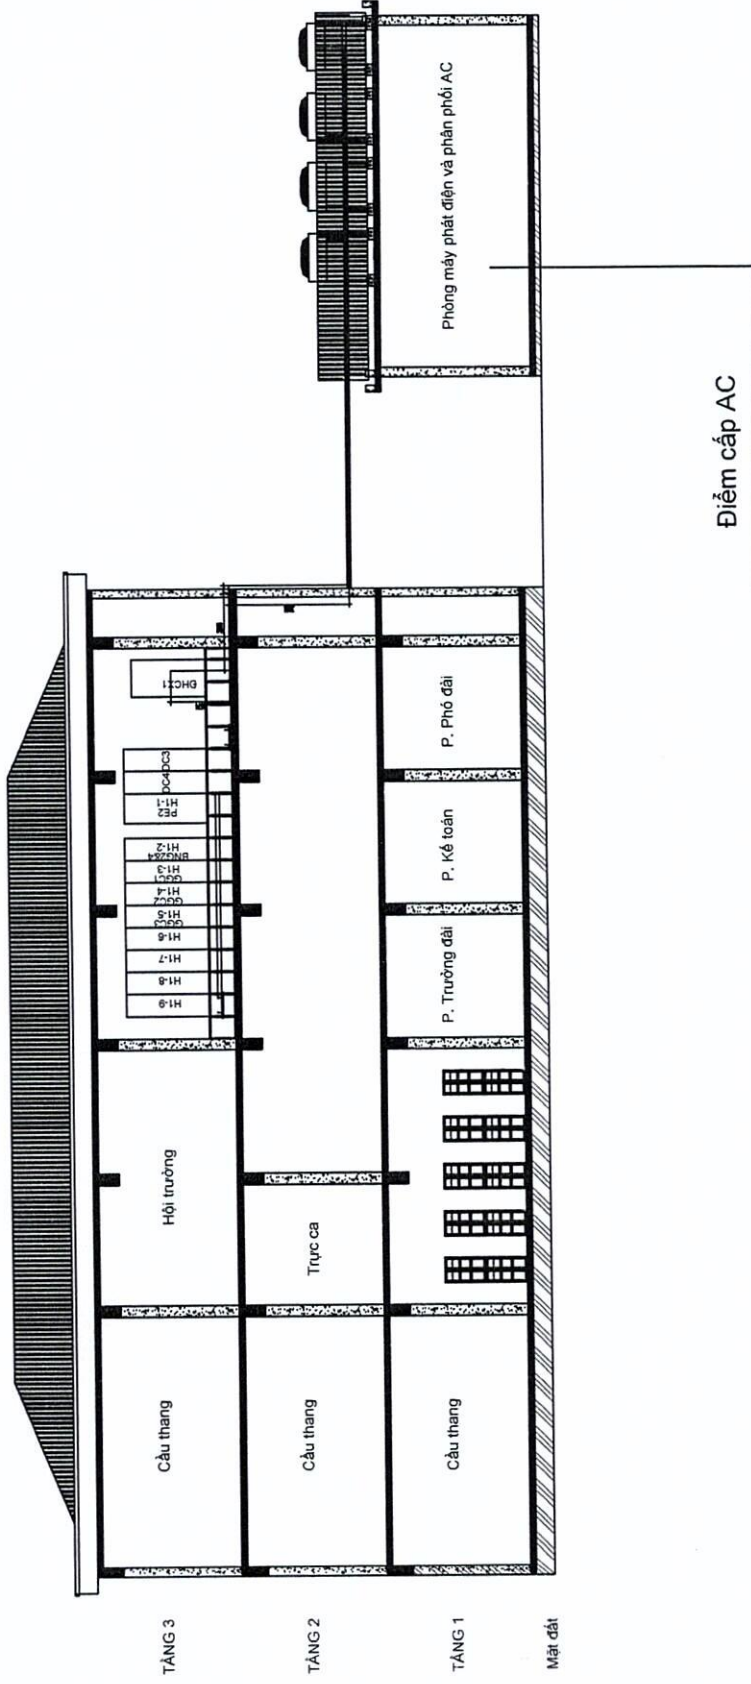 TẦNG 3
Cầu thang
Hội trường
H1-9
H1-8
H1-7
H1-6
H1-5
GGC3
H1-4
GGC2
H1-3
GGC1
H1-2
BNG2&4
H1-1
PE2
DC4
DC3
ĐHCX1
TẦNG 2
Cầu thang
Trực ca
TẦNG 1
Cầu thang
P. Trưởng đài
P. Kế toán
P. Phó đài
Phòng máy phát điện và phân phối AC
Mặt đất
Điểm cấp AC